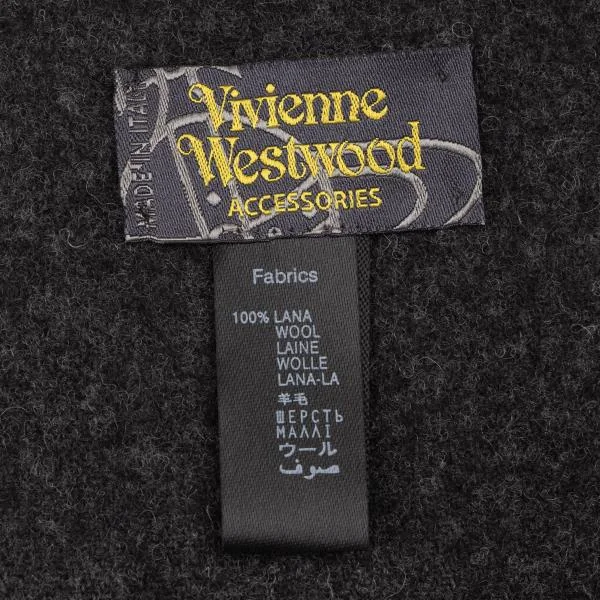 MADE IN ITALY
Vivienne
Westwood
ACCESSORIES
Fabrics
100% LANA
WOOL
LAINE
WOLLE
LANA-LA
羊毛
ШЕРСТЬ
ΜΑΛΛΙ
ウール
صوف